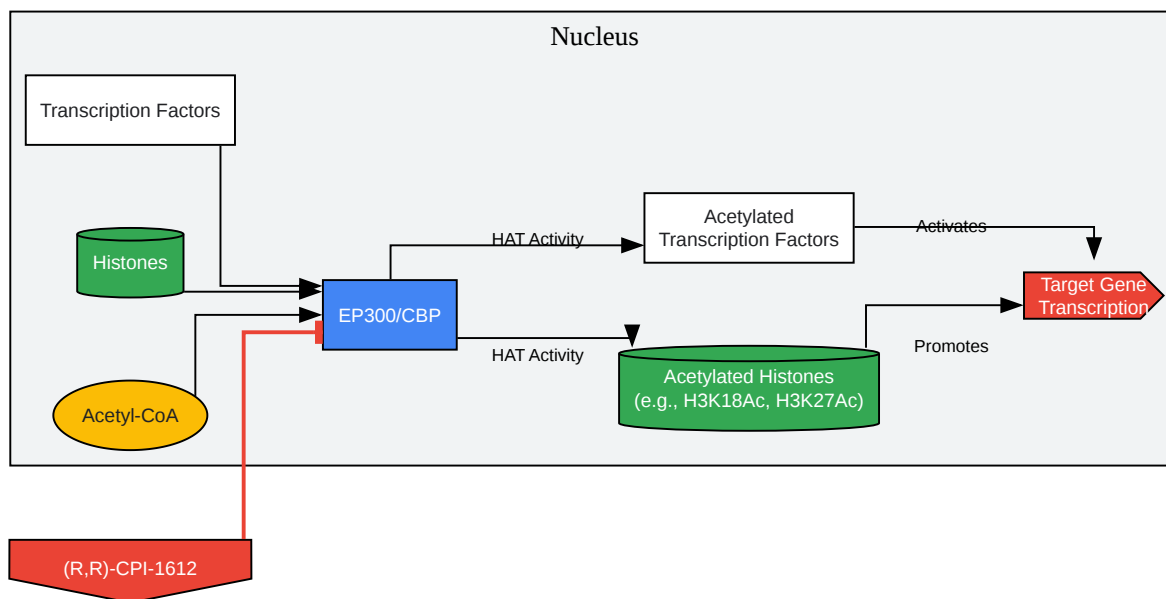 Nucleus
Transcription Factors
Histones
Acetyl-CoA
EP300/CBP
HAT Activity
HAT Activity
Acetylated
Transcription Factors
Acetylated Histones
(e.g., H3K18Ac, H3K27Ac)
Activates
Promotes
Target Gene
Transcription
(R,R)-CPI-1612